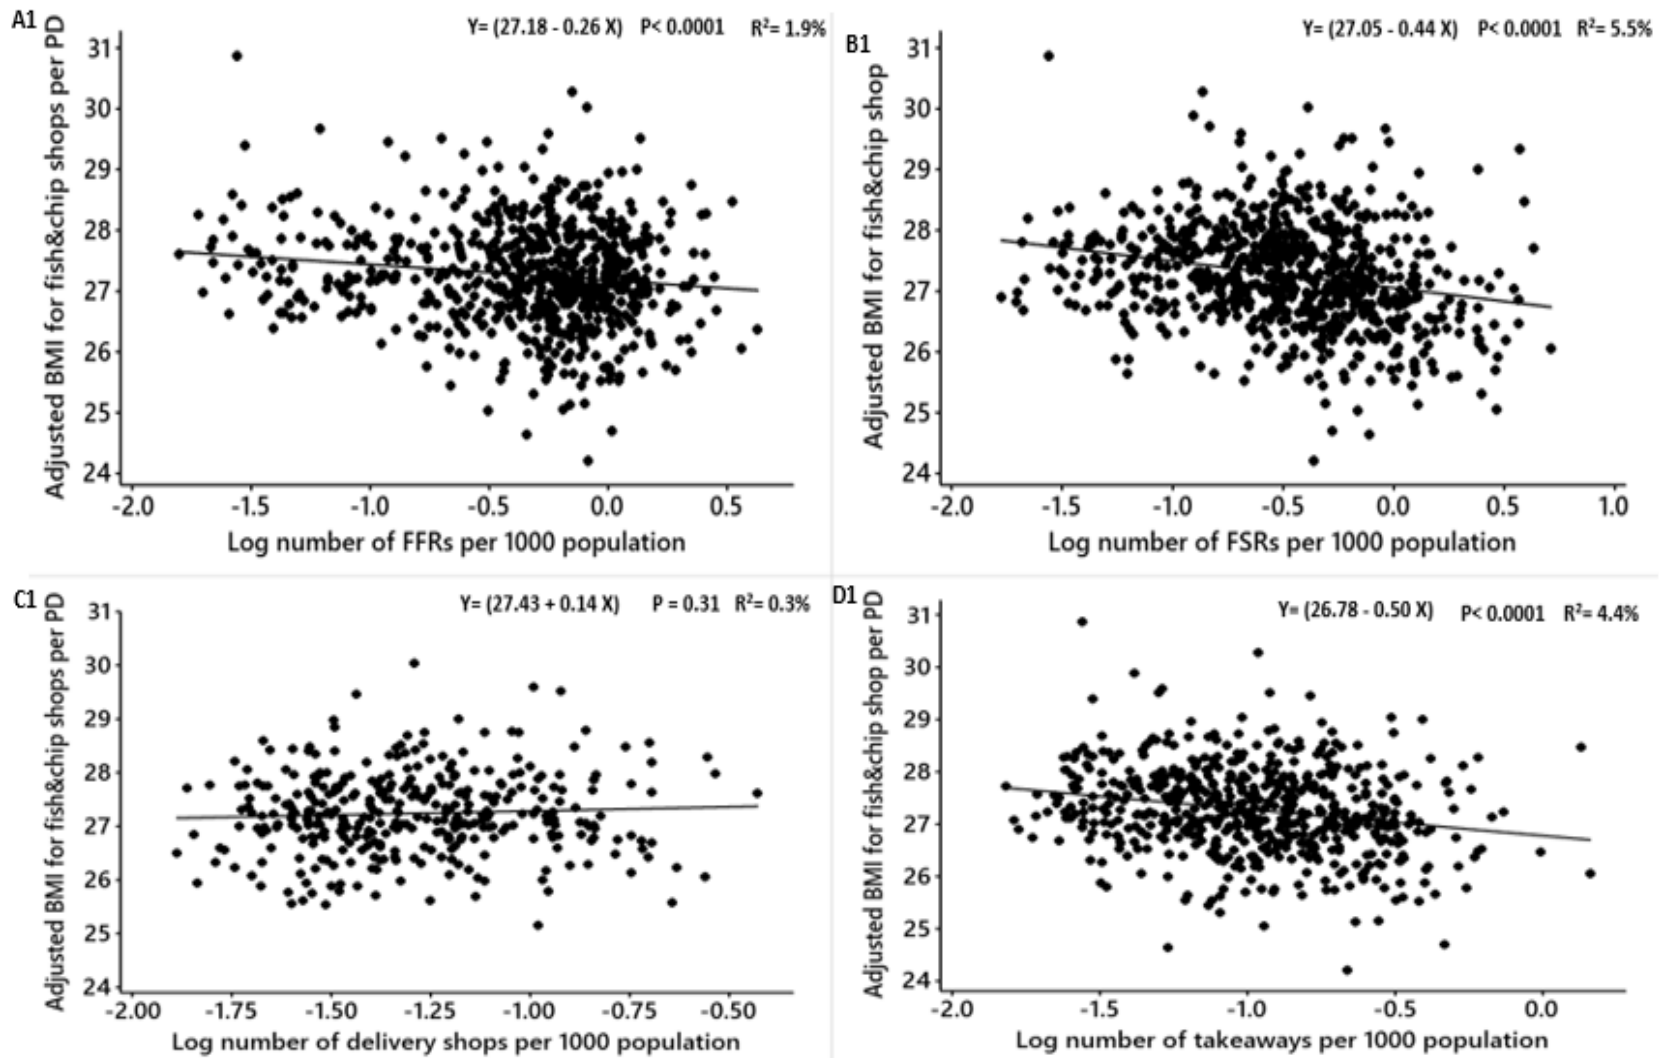 A1
Y= (27.18 - 0.26 X) P< 0.0001 R²= 1.9%
Adjusted BMI for fish&chip shops per PD
31
30
29
28
27
26
25
24
-2.0 -1.5 -1.0 -0.5 0.0 0.5
Log number of FFRs per 1000 population
B1
Y= (27.05 - 0.44 X) P< 0.0001 R²= 5.5%
Adjusted BMI for fish&chip shop
31
30
29
28
27
26
25
24
-2.0 -1.5 -1.0 -0.5 0.0 0.5 1.0
Log number of FSRs per 1000 population
C1
Y= (27.43 + 0.14 X) P = 0.31 R²= 0.3%
Adjusted BMI for fish&chip shops per PD
31
30
29
28
27
26
25
24
-2.00 -1.75 -1.50 -1.25 -1.00 -0.75 -0.50
Log number of delivery shops per 1000 population
D1
Y= (26.78 - 0.50 X) P< 0.0001 R²= 4.4%
Adjusted BMI for fish&chip shop per PD
31
30
29
28
27
26
25
24
-2.0 -1.5 -1.0 -0.5 0.0
Log number of takeaways per 1000 population